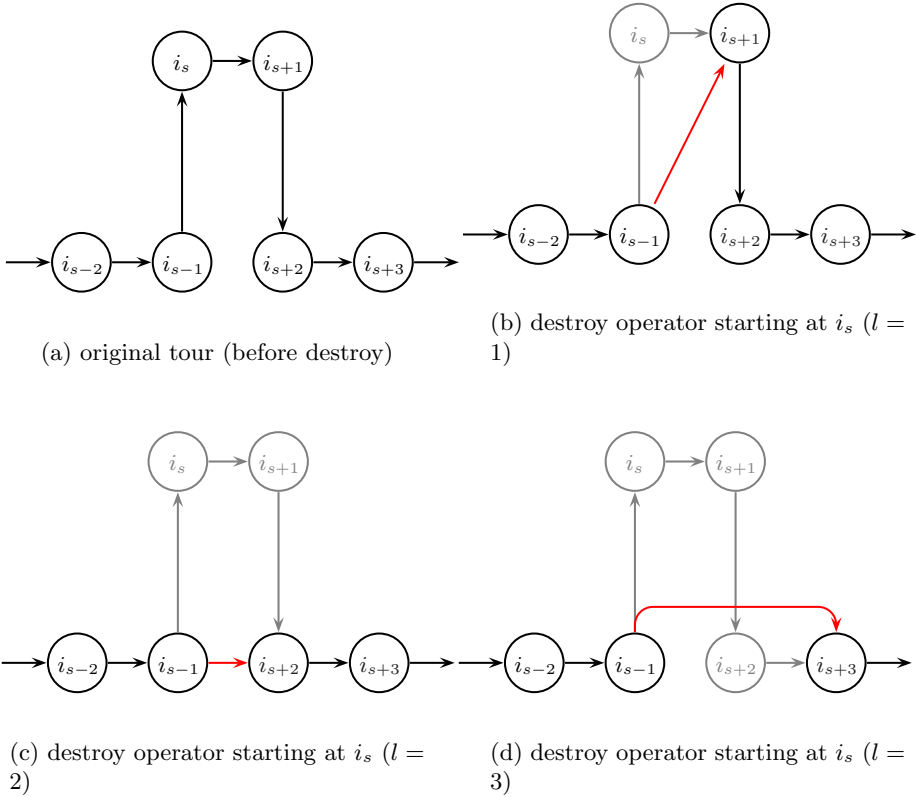 i_s i_{s+1}
i_{s−2} i_{s−1} i_{s+2} i_{s+3}
(a) original tour (before destroy)
i_s i_{s+1}
i_{s−2} i_{s−1} i_{s+2} i_{s+3}
(b) destroy operator starting at i_s (l =
1)
i_s i_{s+1}
i_{s−2} i_{s−1} i_{s+2} i_{s+3}
(c) destroy operator starting at i_s (l =
2)
i_s i_{s+1}
i_{s−2} i_{s−1} i_{s+2} i_{s+3}
(d) destroy operator starting at i_s (l =
3)